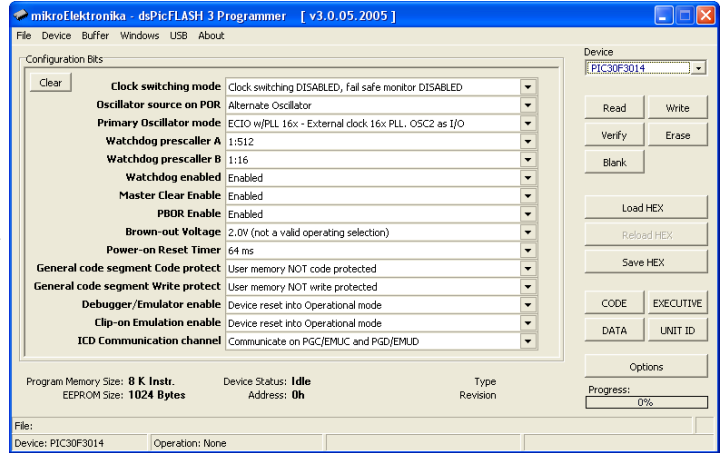 mikroElektronika - dsPicFLASH 3 Programmer [ v3.0.05.2005 ]
File Device Buffer Windows USB About
Configuration Bits
Clear
Clock switching mode Clock switching DISABLED, fail safe monitor DISABLED
Oscillator source on POR Alternate Oscillator
Primary Oscillator mode ECIO w/PLL 16x - External clock 16x PLL. OSC2 as I/O
Watchdog prescaller A 1:512
Watchdog prescaller B 1:16
Watchdog enabled Enabled
Master Clear Enable Enabled
PBOR Enable Enabled
Brown-out Voltage 2.0V (not a valid operating selection)
Power-on Reset Timer 64 ms
General code segment Code protect User memory NOT code protected
General code segment Write protect User memory NOT write protected
Debugger/Emulator enable Device reset into Operational mode
Clip-on Emulation enable Device reset into Operational mode
ICD Communication channel Communicate on PGC/EMUC and PGD/EMUD
Program Memory Size: 8 K Instr. Device Status: Idle Type
EEPROM Size: 1024 Bytes Address: 0h Revision
Device
PIC30F3014
Read Write
Verify Erase
Blank
Load HEX
Reload HEX
Save HEX
CODE EXECUTIVE
DATA UNIT ID
Options
Progress:
0%
File:
Device: PIC30F3014 Operation: None